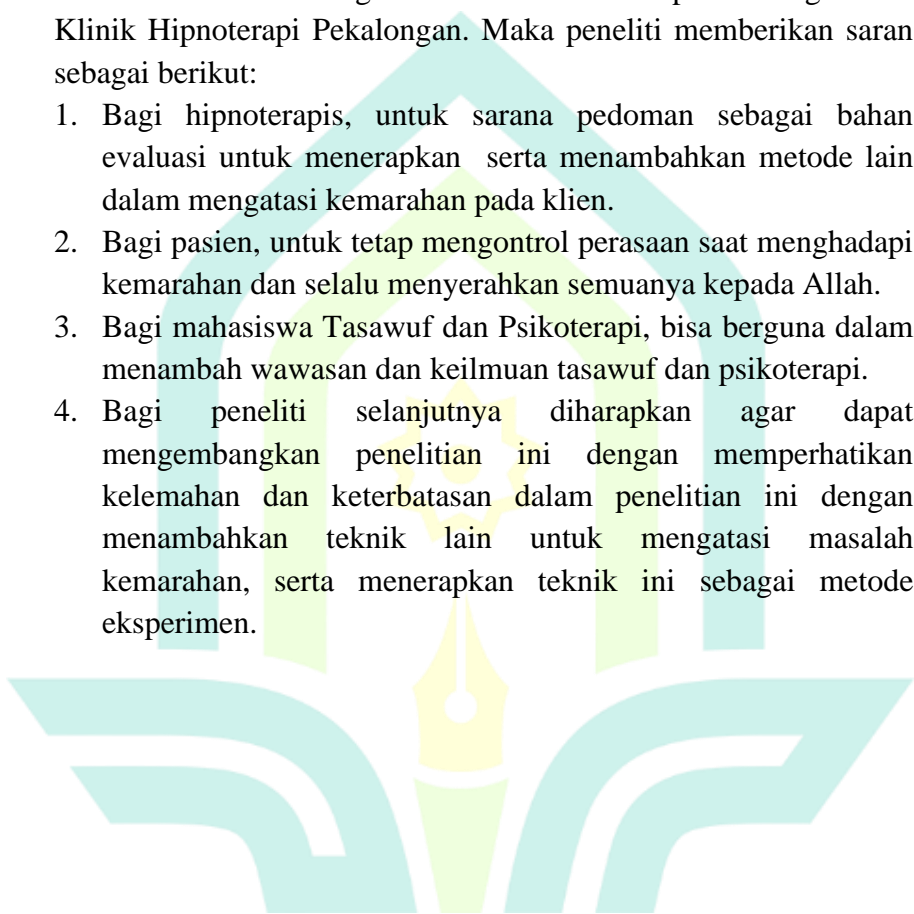 Klinik Hipnoterapi Pekalongan. Maka peneliti memberikan saran
sebagai berikut:
1. Bagi hipnoterapis, untuk sarana pedoman sebagai bahan
evaluasi untuk menerapkan serta menambahkan metode lain
dalam mengatasi kemarahan pada klien.
2. Bagi pasien, untuk tetap mengontrol perasaan saat menghadapi
kemarahan dan selalu menyerahkan semuanya kepada Allah.
3. Bagi mahasiswa Tasawuf dan Psikoterapi, bisa berguna dalam
menambah wawasan dan keilmuan tasawuf dan psikoterapi.
4. Bagi peneliti selanjutnya diharapkan agar dapat
mengembangkan penelitian ini dengan memperhatikan
kelemahan dan keterbatasan dalam penelitian ini dengan
menambahkan teknik lain untuk mengatasi masalah
kemarahan, serta menerapkan teknik ini sebagai metode
eksperimen.